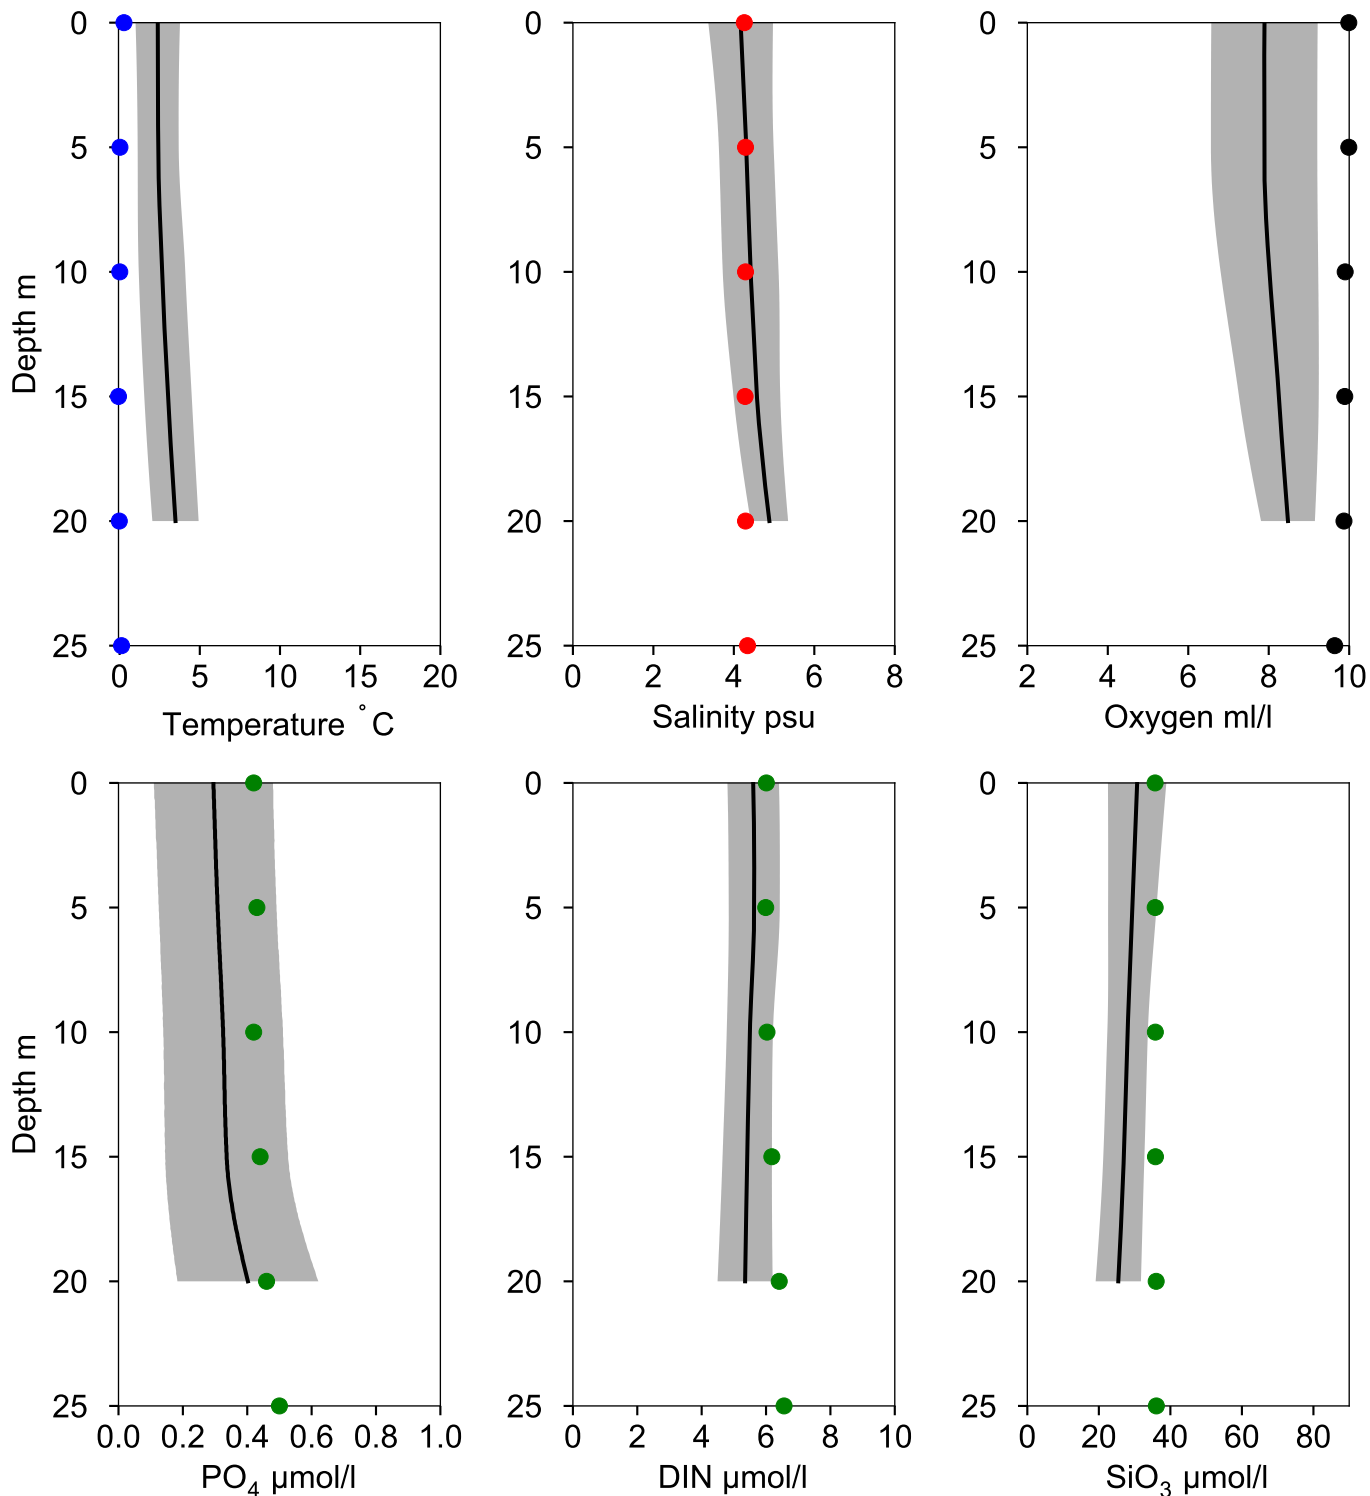 0 0 0
5 5 5
10 10 10
15 15 15
20 20 20
25 25 25
Depth m
0 5 10 15 20 0 2 4 6 8 2 4 6 8 10
Temperature °C Salinity psu Oxygen ml/l
0 0 0
5 5 5
10 10 10
15 15 15
20 20 20
25 25 25
Depth m
0.0 0.2 0.4 0.6 0.8 1.0 0 2 4 6 8 10 0 20 40 60 80
PO4 µmol/l DIN µmol/l SiO3 µmol/l